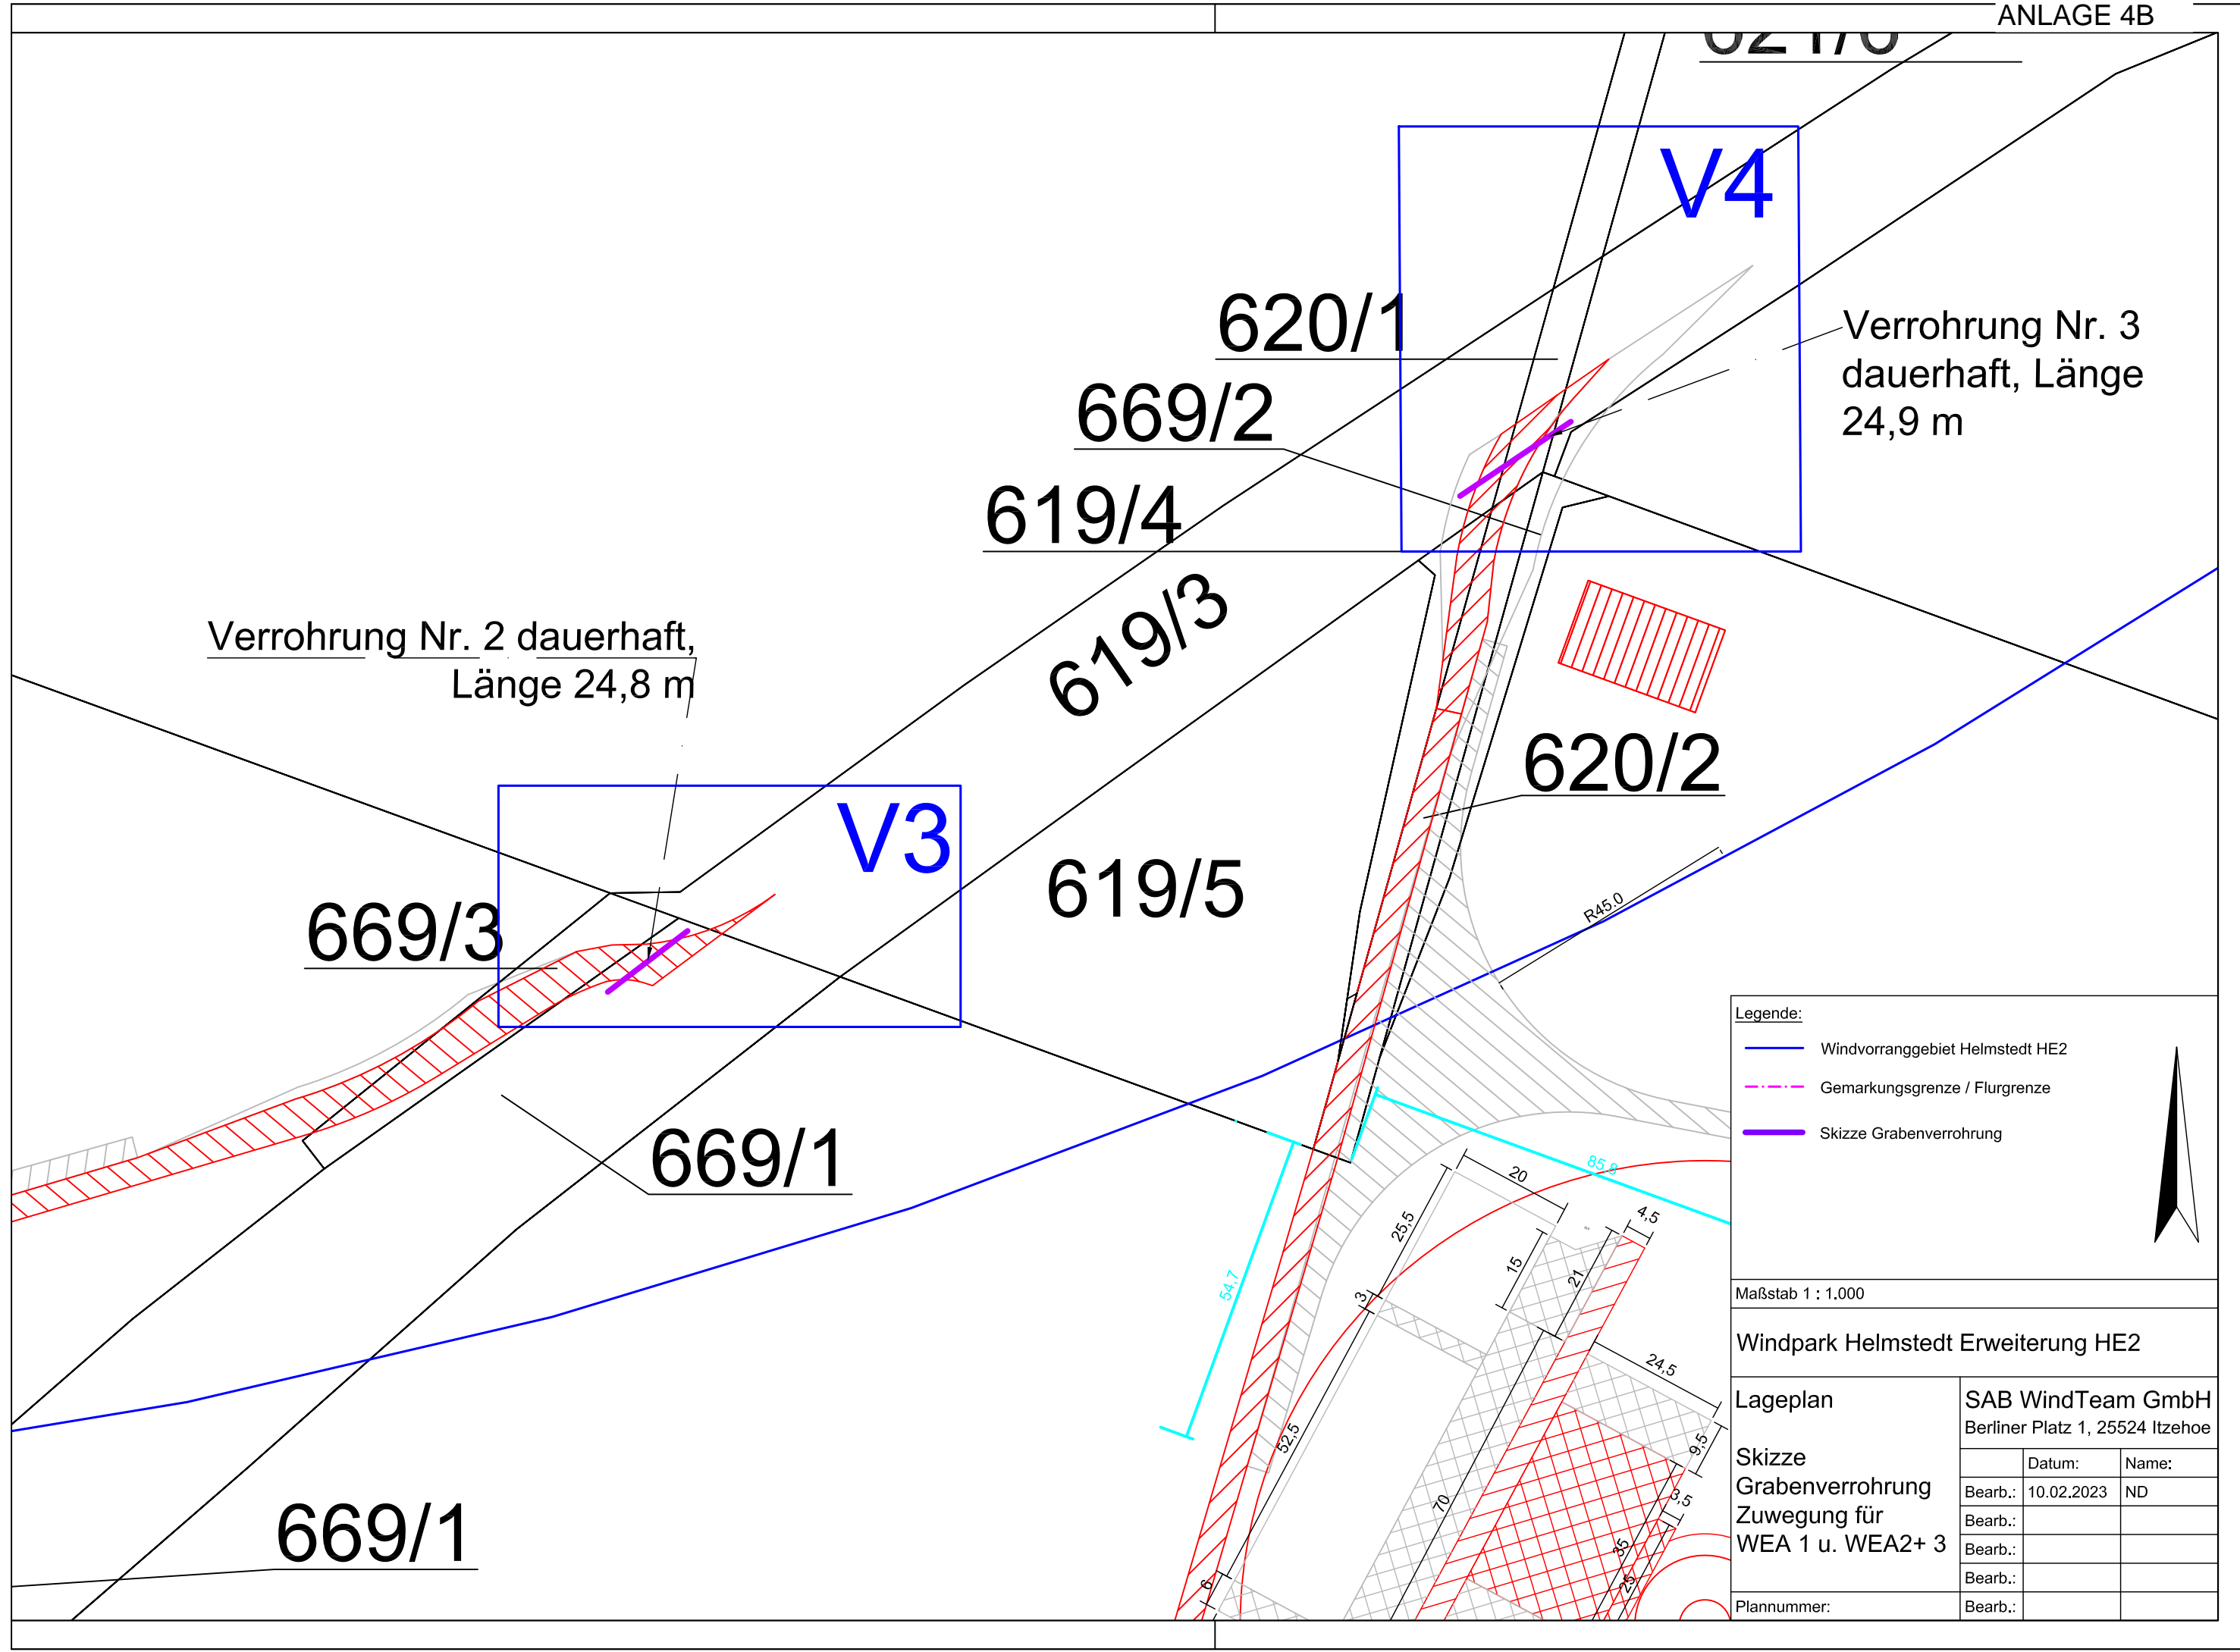 ANLAGE 4B
V4
620/1
Verrohrung Nr. 3
dauerhaft, Länge
24,9 m
669/2
619/4
619/3
Verrohrung Nr. 2 dauerhaft,
Länge 24,8 m
620/2
V3
619/5
669/3
R45.0
669/1
85,8
54,7
20
25,5
4,5
15
21
3
24,5
52,5
9,5
70
3,5
35
25
6
669/1
Legende:
Windvorranggebiet Helmstedt HE2
Gemarkungsgrenze / Flurgrenze
Skizze Grabenverrohrung
Maßstab 1 : 1.000
Windpark Helmstedt Erweiterung HE2
Lageplan
Skizze
Grabenverrohrung
Zuwegung für
WEA 1 u. WEA2+ 3
SAB WindTeam GmbH
Berliner Platz 1, 25524 Itzehoe
Datum: Name:
Bearb.: 10.02.2023 ND
Bearb.:
Bearb.:
Bearb.:
Plannummer: Bearb.: